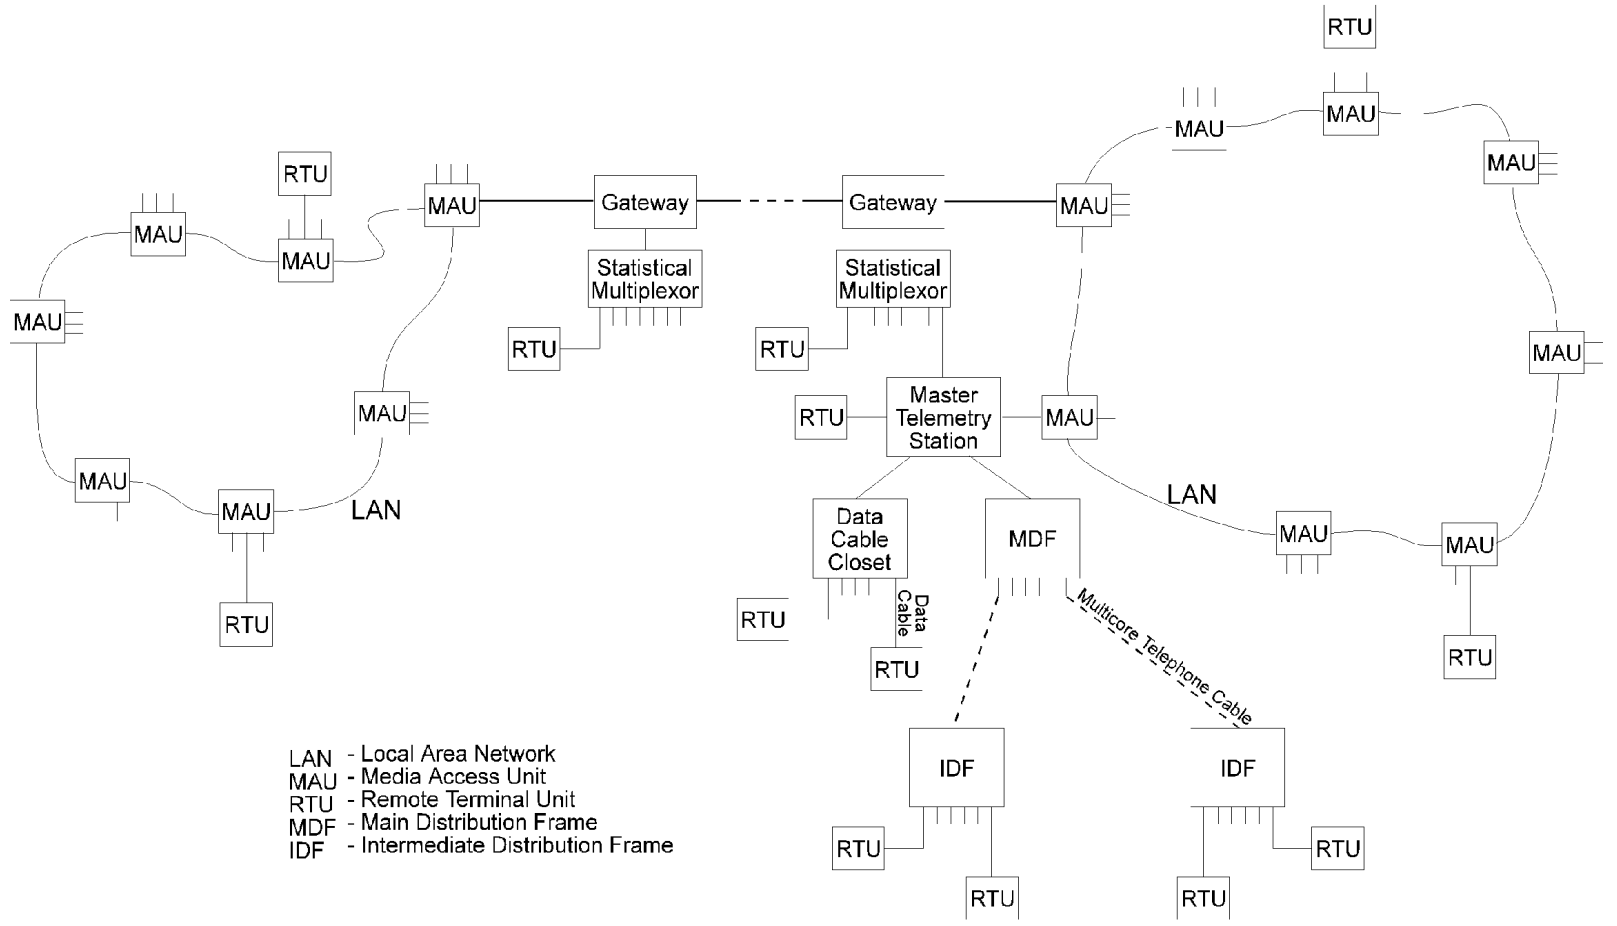 RTU
MAU
MAU
MAU
RTU
MAU
MAU
Gateway
Gateway
MAU
MAU
MAU
Statistical
Multiplexor
Statistical
Multiplexor
MAU
RTU
RTU
MAU
MAU
RTU
Master
Telemetry
Station
MAU
MAU
MAU
LAN
LAN
Data
Cable
Closet
MDF
MAU
MAU
RTU
RTU
Data
Cable
Multicore Telephone Cable
RTU
RTU
IDF
IDF
LAN - Local Area Network
MAU - Media Access Unit
RTU - Remote Terminal Unit
MDF - Main Distribution Frame
IDF - Intermediate Distribution Frame
RTU
RTU
RTU
RTU